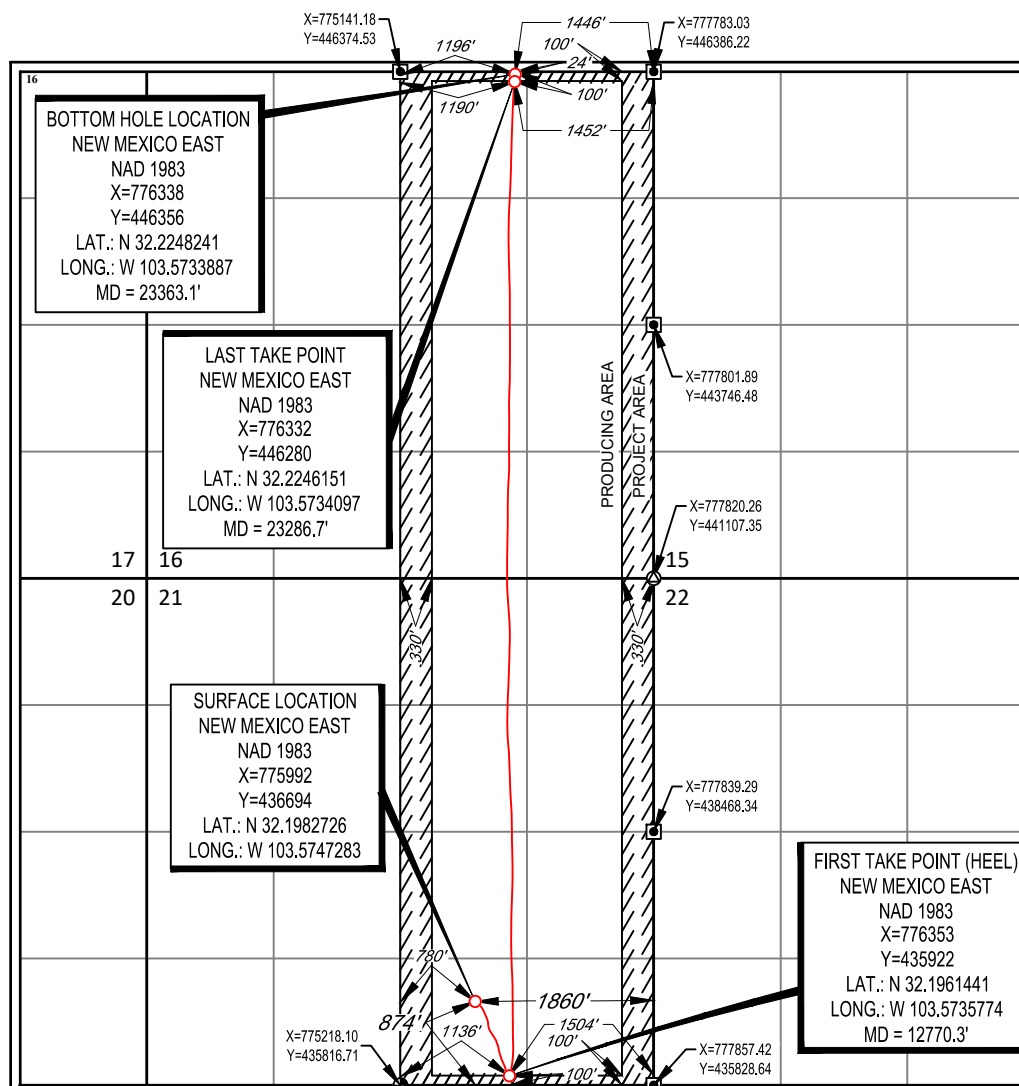 X=775141.18
Y=446374.53
1446'
X=777783.03
Y=446386.22
1196'
100'
24'
16
1190'
100'
1452'
BOTTOM HOLE LOCATION
NEW MEXICO EAST
NAD 1983
X=776338
Y=446356
LAT.: N 32.2248241
LONG.: W 103.5733887
MD = 23363.1'
LAST TAKE POINT
NEW MEXICO EAST
NAD 1983
X=776332
Y=446280
LAT.: N 32.2246151
LONG.: W 103.5734097
MD = 23286.7'
X=777801.89
Y=443746.48
PRODUCING AREA
PROJECT AREA
X=777820.26
Y=441107.35
17 16
15
20 21
22
330'
330'
SURFACE LOCATION
NEW MEXICO EAST
NAD 1983
X=775992
Y=436694
LAT.: N 32.1982726
LONG.: W 103.5747283
X=777839.29
Y=438468.34
FIRST TAKE POINT (HEEL)
NEW MEXICO EAST
NAD 1983
X=776353
Y=435922
LAT.: N 32.1961441
LONG.: W 103.5735774
MD = 12770.3'
780'
1860'
874'
X=775218.10
Y=435816.71
1136'
1504'
100'
100'
X=777857.42
Y=435828.64